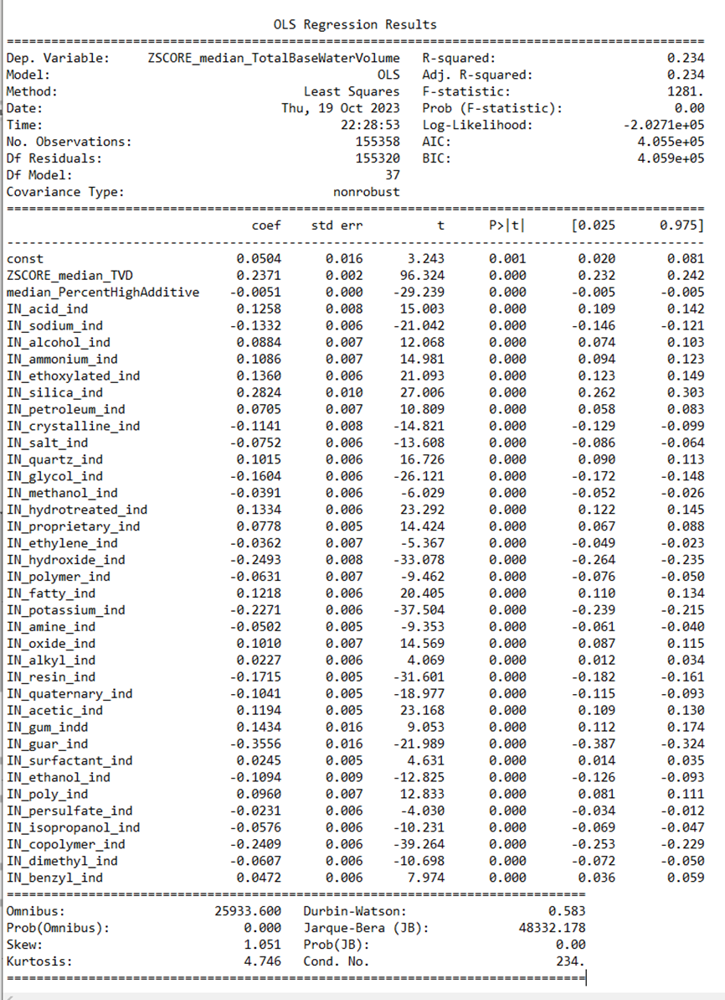 OLS Regression Results
==============================================================================================
Dep. Variable:     ZSCORE_median_TotalBaseWaterVolume   R-squared:                       0.234
Model:                                            OLS   Adj. R-squared:                  0.234
Method:                                 Least Squares   F-statistic:                     1281.
Date:                                Thu, 19 Oct 2023   Prob (F-statistic):               0.00
Time:                                        22:28:53   Log-Likelihood:            -2.0271e+05
No. Observations:                              155358   AIC:                         4.055e+05
Df Residuals:                                  155320   BIC:                         4.059e+05
Df Model:                                          37
Covariance Type:                            nonrobust
==============================================================================================
coef    std err          t      P>|t|      [0.025      0.975]
----------------------------------------------------------------------------------------------
const                          0.0504      0.016      3.243      0.001       0.020       0.081
ZSCORE_median_TVD              0.2371      0.002     96.324      0.000       0.232       0.242
median_PercentHighAdditive    -0.0051      0.000    -29.239      0.000      -0.005      -0.005
IN_acid_ind                    0.1258      0.008     15.003      0.000       0.109       0.142
IN_sodium_ind                 -0.1332      0.006    -21.042      0.000      -0.146      -0.121
IN_alcohol_ind                 0.0884      0.007     12.068      0.000       0.074       0.103
IN_ammonium_ind                0.1086      0.007     14.981      0.000       0.094       0.123
IN_ethoxylated_ind             0.1360      0.006     21.093      0.000       0.123       0.149
IN_silica_ind                  0.2824      0.010     27.006      0.000       0.262       0.303
IN_petroleum_ind               0.0705      0.007     10.809      0.000       0.058       0.083
IN_crystalline_ind            -0.1141      0.008    -14.821      0.000      -0.129      -0.099
IN_salt_ind                   -0.0752      0.006    -13.608      0.000      -0.086      -0.064
IN_quartz_ind                  0.1015      0.006     16.726      0.000       0.090       0.113
IN_glycol_ind                 -0.1604      0.006    -26.121      0.000      -0.172      -0.148
IN_methanol_ind               -0.0391      0.006     -6.029      0.000      -0.052      -0.026
IN_hydrotreated_ind            0.1334      0.006     23.292      0.000       0.122       0.145
IN_proprietary_ind             0.0778      0.005     14.424      0.000       0.067       0.088
IN_ethylene_ind               -0.0362      0.007     -5.367      0.000      -0.049      -0.023
IN_hydroxide_ind              -0.2493      0.008    -33.078      0.000      -0.264      -0.235
IN_polymer_ind                -0.0631      0.007     -9.462      0.000      -0.076      -0.050
IN_fatty_ind                   0.1218      0.006     20.405      0.000       0.110       0.134
IN_potassium_ind              -0.2271      0.006    -37.504      0.000      -0.239      -0.215
IN_amine_ind                  -0.0502      0.005     -9.353      0.000      -0.061      -0.040
IN_oxide_ind                   0.1010      0.007     14.569      0.000       0.087       0.115
IN_alkyl_ind                   0.0227      0.006      4.069      0.000       0.012       0.034
IN_resin_ind                  -0.1715      0.005    -31.601      0.000      -0.182      -0.161
IN_quaternary_ind             -0.1041      0.005    -18.977      0.000      -0.115      -0.093
IN_acetic_ind                  0.1194      0.005     23.168      0.000       0.109       0.130
IN_gum_indd                    0.1434      0.016      9.053      0.000       0.112       0.174
IN_guar_ind                   -0.3556      0.016    -21.989      0.000      -0.387      -0.324
IN_surfactant_ind              0.0245      0.005      4.631      0.000       0.014       0.035
IN_ethanol_ind                -0.1094      0.009    -12.825      0.000      -0.126      -0.093
IN_poly_ind                    0.0960      0.007     12.833      0.000       0.081       0.111
IN_persulfate_ind             -0.0231      0.006     -4.030      0.000      -0.034      -0.012
IN_isopropanol_ind            -0.0576      0.006    -10.231      0.000      -0.069      -0.047
IN_copolymer_ind              -0.2409      0.006    -39.264      0.000      -0.253      -0.229
IN_dimethyl_ind               -0.0607      0.006    -10.698      0.000      -0.072      -0.050
IN_benzyl_ind                  0.0472      0.006      7.974      0.000       0.036       0.059
==============================================================================
Omnibus:                    25933.600   Durbin-Watson:                   0.583
Prob(Omnibus):                  0.000   Jarque-Bera (JB):            48332.178
Skew:                           1.051   Prob(JB):                         0.00
Kurtosis:                       4.746   Cond. No.                         234.
==============================================================================